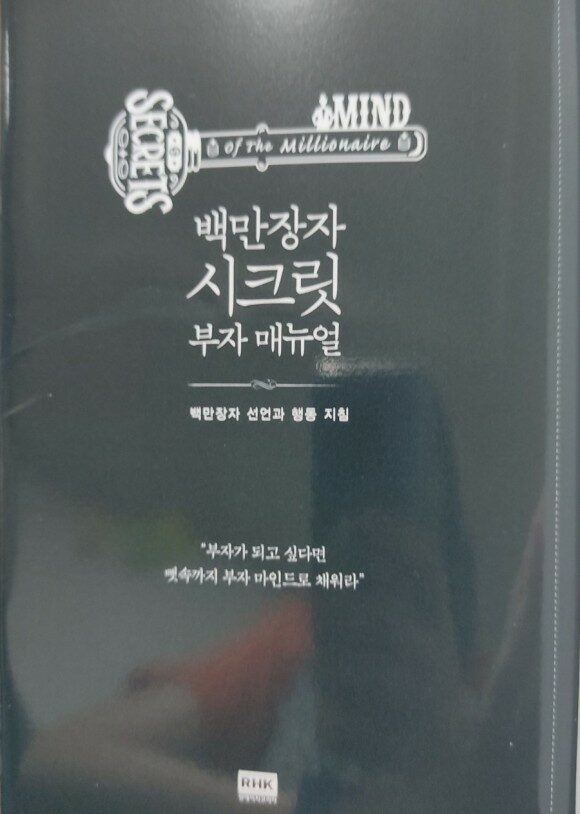 SECRETS
the MIND
of The Millionaire
백만장자
시크릿
부자 매뉴얼
백만장자 선언과 행동 지침
"부자가 되고 싶다면
뼛속까지 부자 마인드로 채워라"
RHK